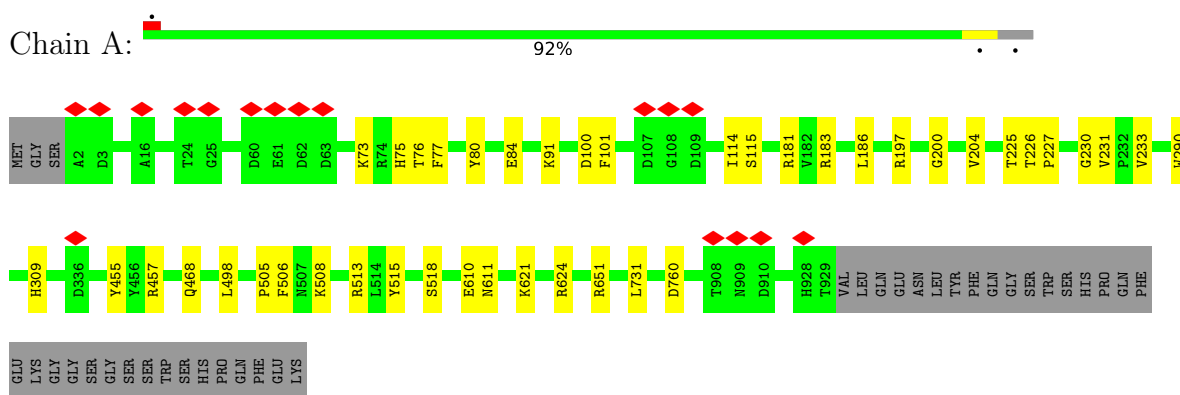 Chain A:
92%
MET GLY SER A2 D3 A16 T24 G25 D60 E61 D62 D63 K73 R74 H75 T76 F77 Y80 E84 K91 D100 F101 D107 G108 D109 I114 S115 R181 V182 R183 L186 R197 G200 V204 T225 T226 P227 G230 V231 P232 V233 W290
H309 D336 Y455 Y456 R457 Q468 L498 P505 F506 N507 K508 R513 L514 Y515 S518 E610 N611 K621 R624 R651 L731 D760 T908 N909 D910 H928 T929 VAL LEU GLN GLU ASN LEU TYR PHE GLN GLY SER TRP SER HIS PRO GLN PHE
GLU LYS GLY GLY SER GLY SER SER TRP SER HIS PRO GLN PHE GLU LYS